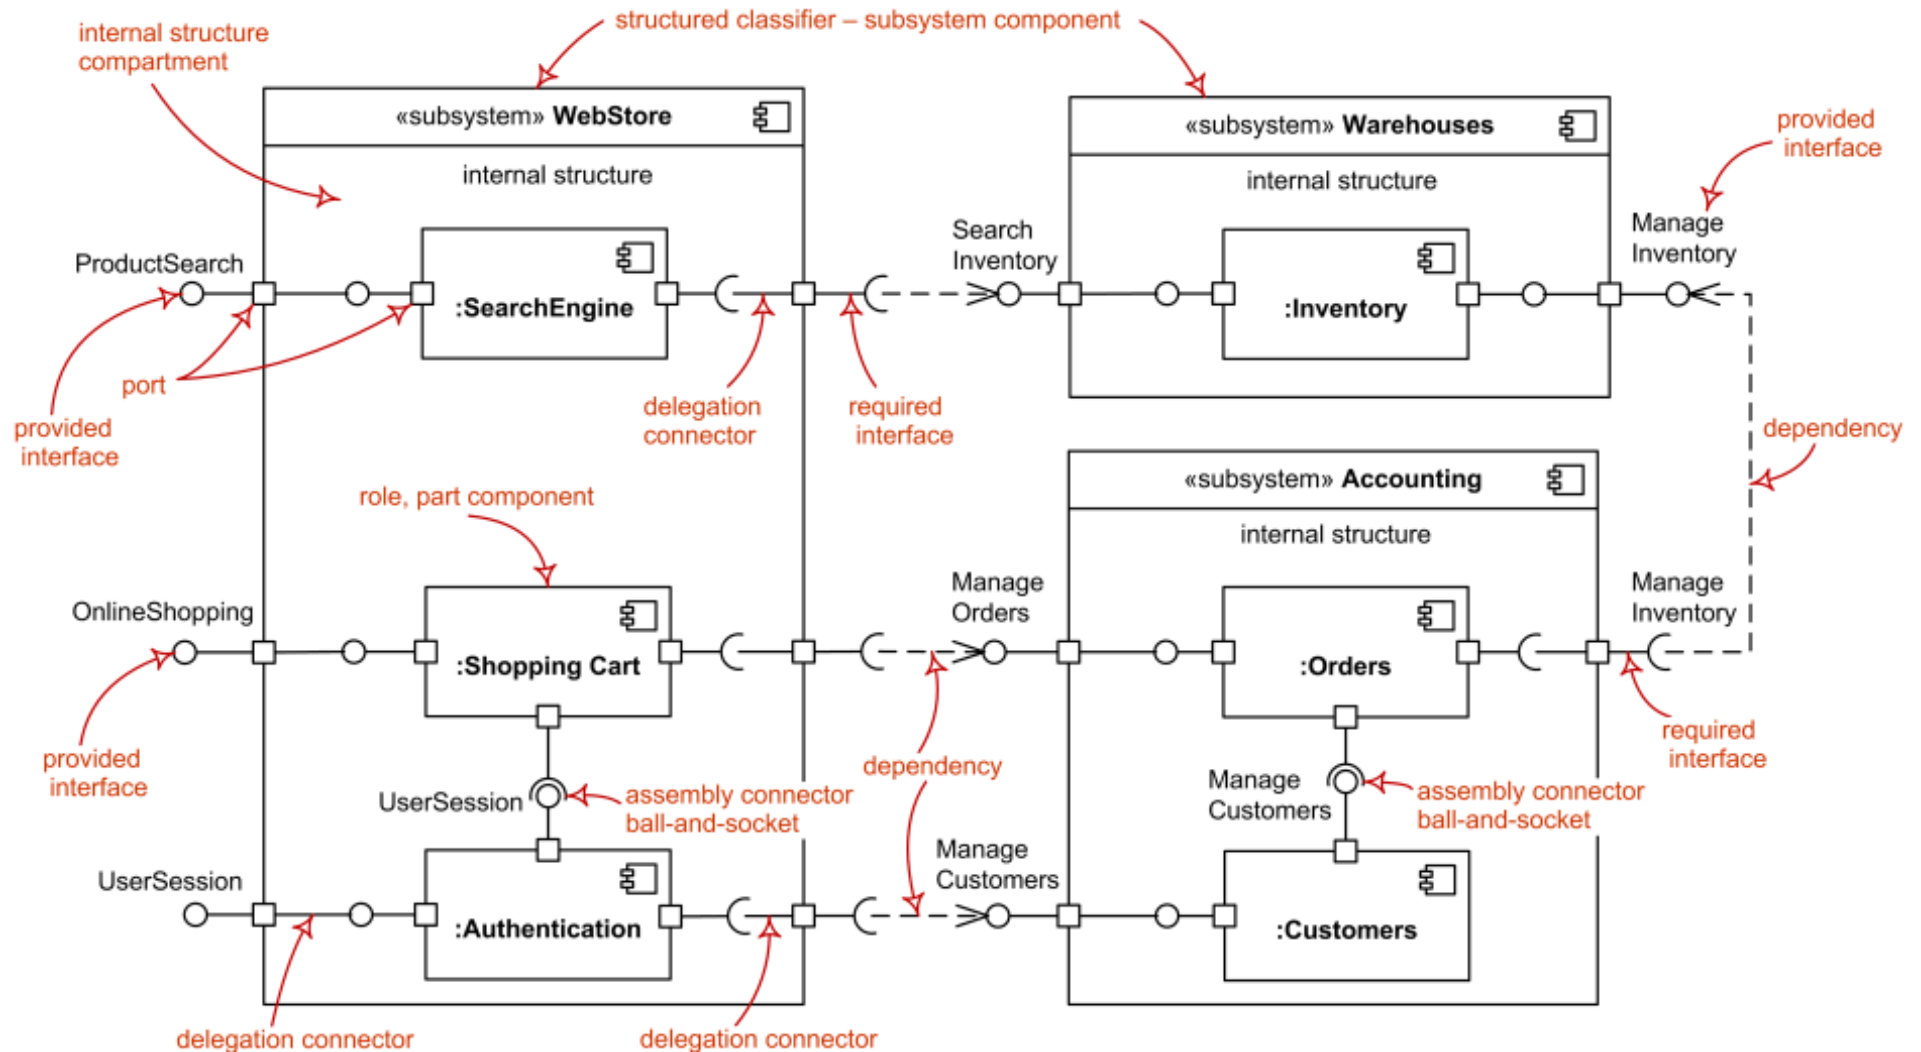 structured classifier – subsystem component
internal structure
compartment
«subsystem» WebStore
«subsystem» Warehouses
provided
interface
internal structure
internal structure
ProductSearch
:SearchEngine
Search
Inventory
:Inventory
Manage
Inventory
port
provided
interface
delegation
connector
required
interface
dependency
role, part component
«subsystem» Accounting
internal structure
OnlineShopping
:Shopping Cart
Manage
Orders
:Orders
Manage
Inventory
provided
interface
dependency
required
interface
UserSession
assembly connector
ball-and-socket
Manage
Customers
assembly connector
ball-and-socket
UserSession
:Authentication
Manage
Customers
:Customers
delegation connector
delegation connector